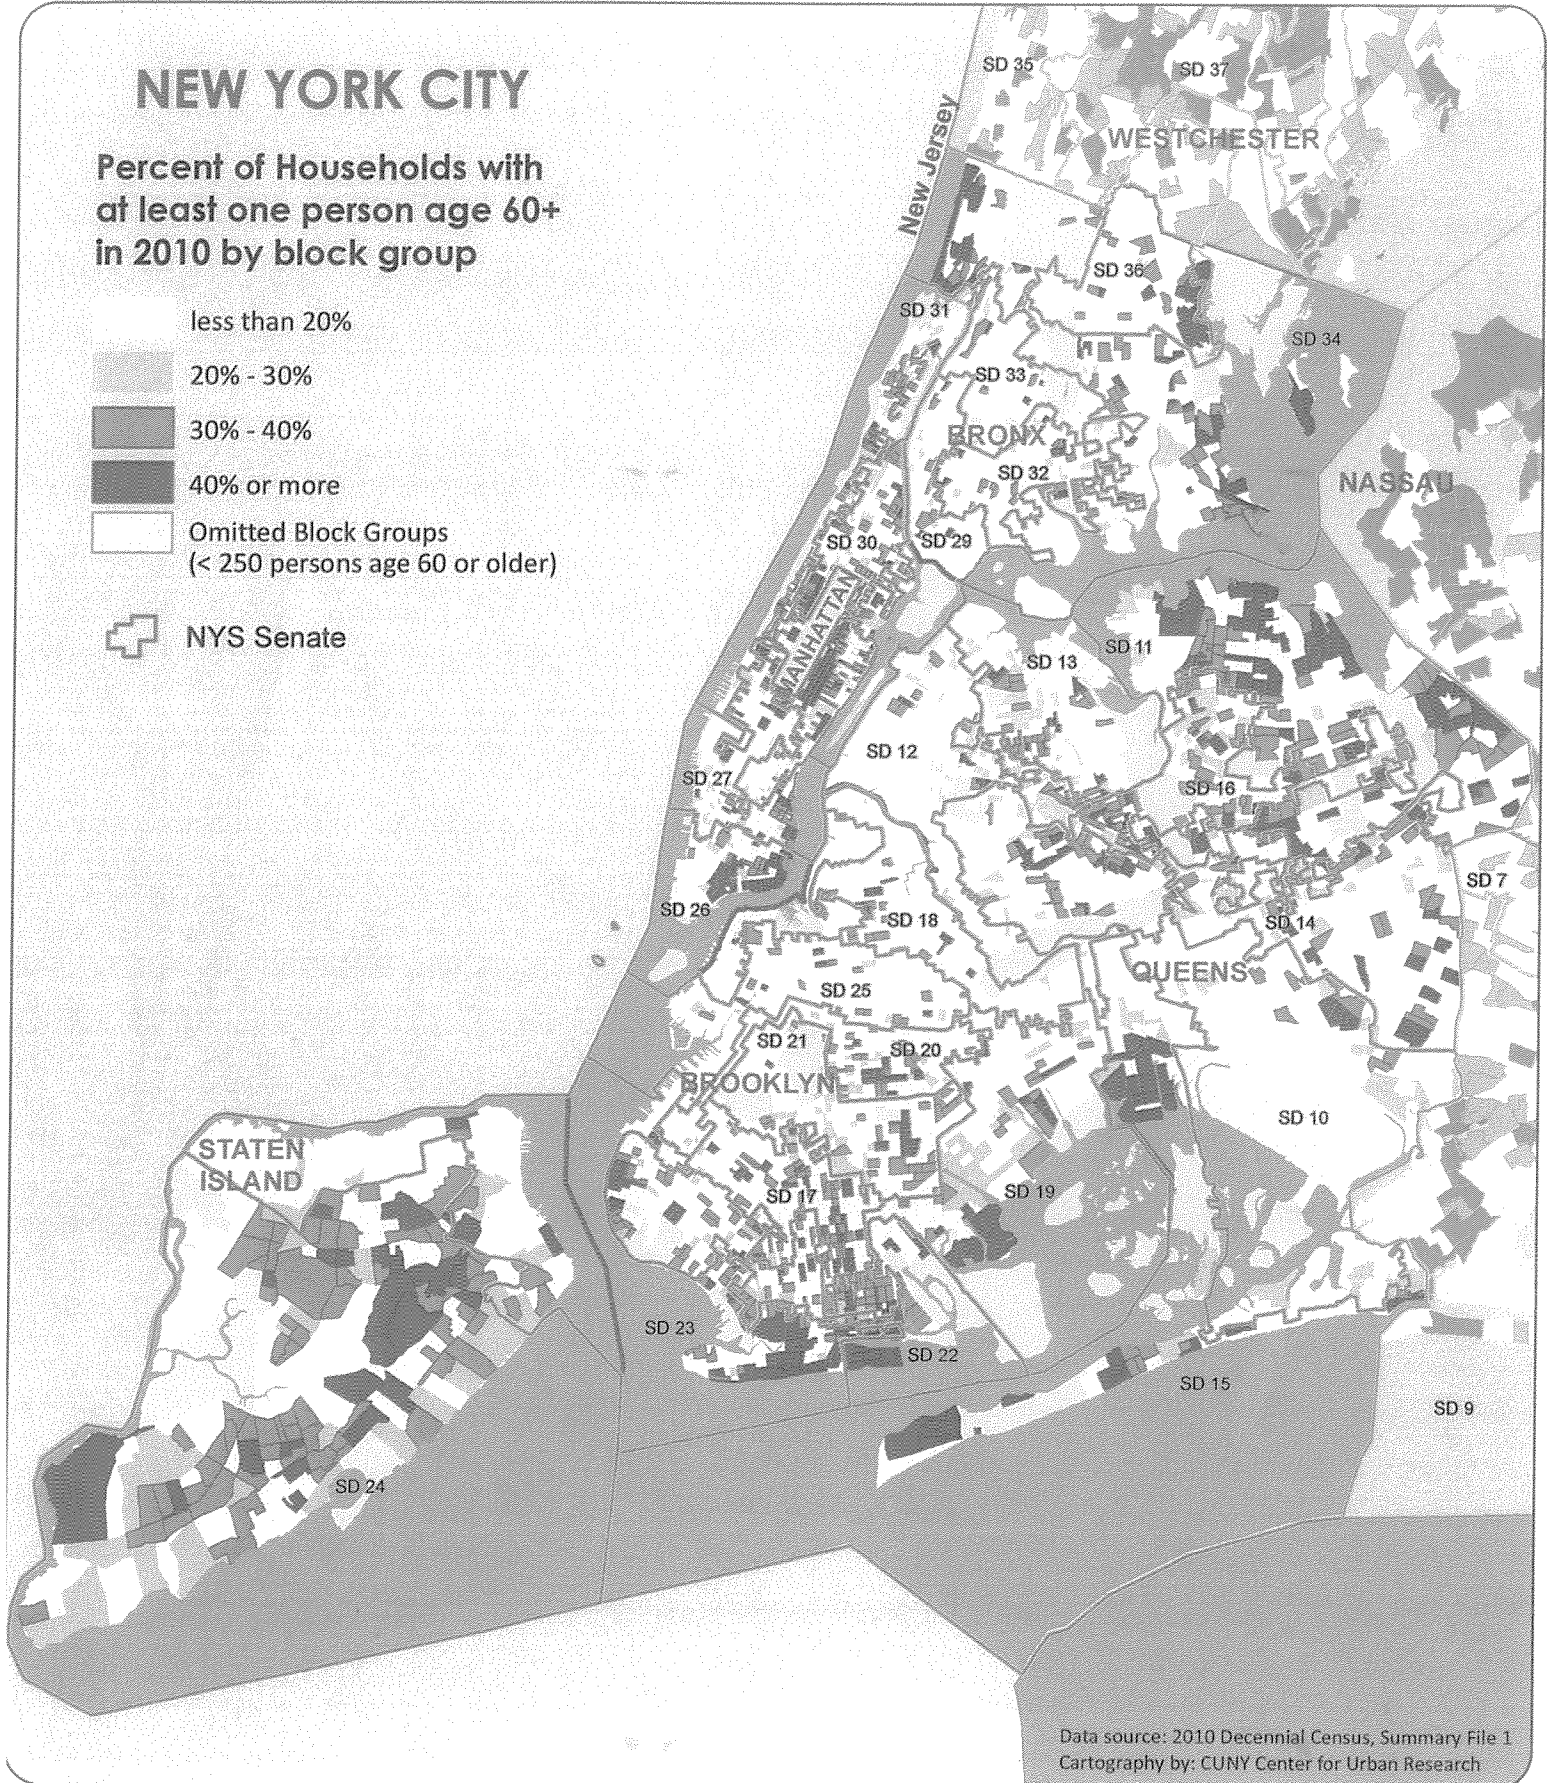 NEW YORK CITY
Percent of Households with
at least one person age 60+
in 2010 by block group
less than 20%
20% - 30%
30% - 40%
40% or more
Omitted Block Groups
(< 250 persons age 60 or older)
NYS Senate
SD 35
SD 37
WESTCHESTER
New Jersey
SD 36
SD 31
SD 34
SD 33
BRONX
SD 32
NASSAU
SD 30
SD 29
MANHATTAN
SD 11
SD 13
SD 12
SD 27
SD 16
SD 7
SD 26
SD 18
SD 14
QUEENS
SD 25
SD 21
SD 20
BROOKLYN
SD 10
STATEN
ISLAND
SD 17
SD 19
SD 23
SD 22
SD 15
SD 9
SD 24
Data source: 2010 Decennial Census, Summary File 1
Cartography by: CUNY Center for Urban Research